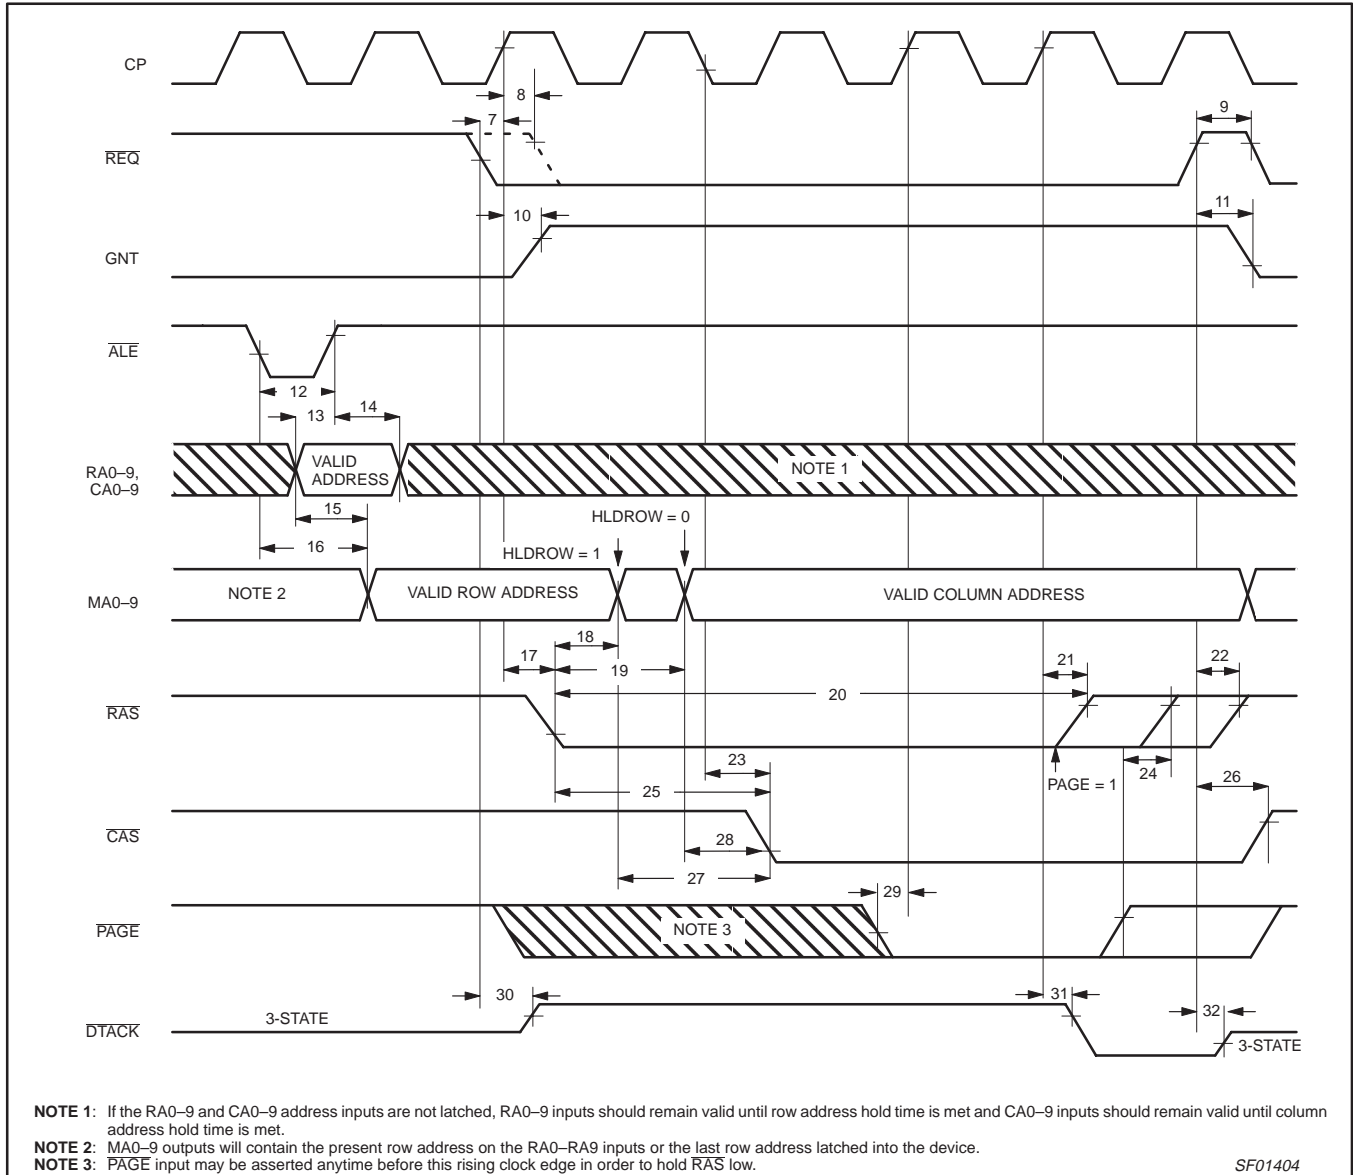 CP
8
7
9
REQ
10
11
GNT
ALE
12
13
14
RA0–9,
CA0–9
VALID
ADDRESS
NOTE 1
15
HLDROW = 0
16
HLDROW = 1
MA0–9
NOTE 2
VALID ROW ADDRESS
VALID COLUMN ADDRESS
18
17
19
21
22
20
RAS
23
24
PAGE = 1
25
26
CAS
28
27
29
PAGE
NOTE 3
30
31
32
DTACK
3-STATE
3-STATE
NOTE 1: If the RA0–9 and CA0–9 address inputs are not latched, RA0–9 inputs should remain valid until row address hold time is met and CA0–9 inputs should remain valid until column
address hold time is met.
NOTE 2: MA0–9 outputs will contain the present row address on the RA0–RA9 inputs or the last row address latched into the device.
NOTE 3: PAGE input may be asserted anytime before this rising clock edge in order to hold RAS low.
SF01404